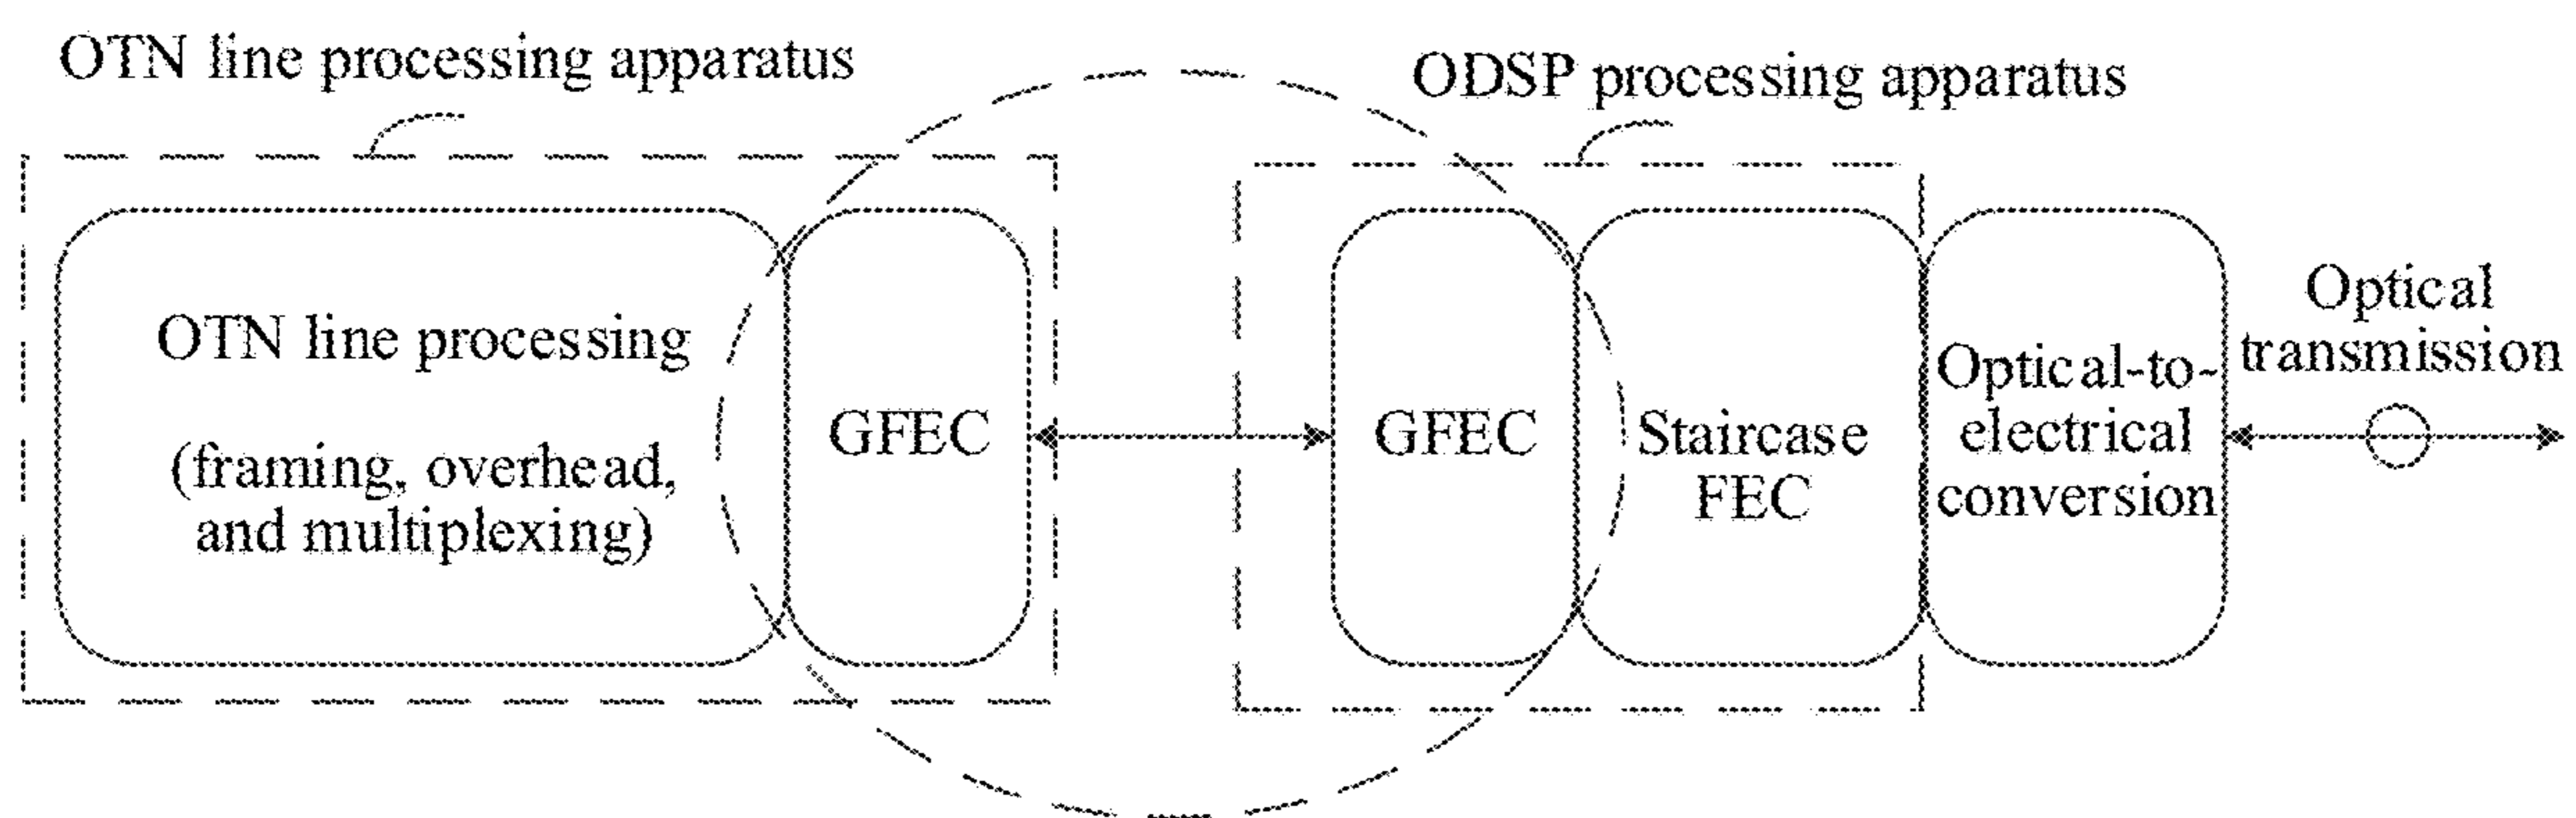 OTN line processing apparatus
ODSP processing apparatus
OTN line processing
(framing, overhead,
and multiplexing)
GFEC
GFEC
Staircase
FEC
Optical-to-
electrical
conversion
Optical
transmission